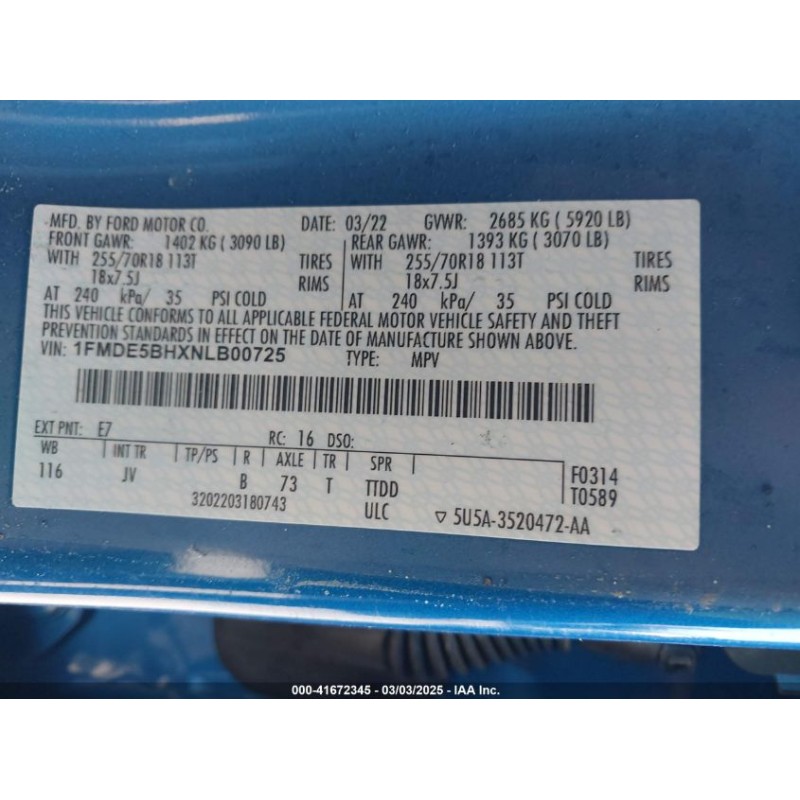 MFD. BY FORD MOTOR CO. DATE: 03/22 GVWR: 2685 KG ( 5920 LB)
FRONT GAWR: 1402 KG ( 3090 LB) REAR GAWR: 1393 KG ( 3070 LB)
WITH 255/70R18 113T TIRES WITH 255/70R18 113T TIRES
18x7.5J RIMS 18x7.5J RIMS
AT 240 kPa/ 35 PSI COLD AT 240 kPa/ 35 PSI COLD
THIS VEHICLE CONFORMS TO ALL APPLICABLE FEDERAL MOTOR VEHICLE SAFETY AND THEFT
PREVENTION STANDARDS IN EFFECT ON THE DATE OF MANUFACTURE SHOWN ABOVE.
VIN: 1FMDE5BHXNLB00725 TYPE: MPV
EXT PNT: E7 RC: 16 DSO:
WB INT TR TP/PS R AXLE TR SPR F0314
116 JV B 73 T TTDD T0589
3202203180743 ULC ▽ 5U5A-3520472-AA
000-41672345 - 03/03/2025 - IAA Inc.